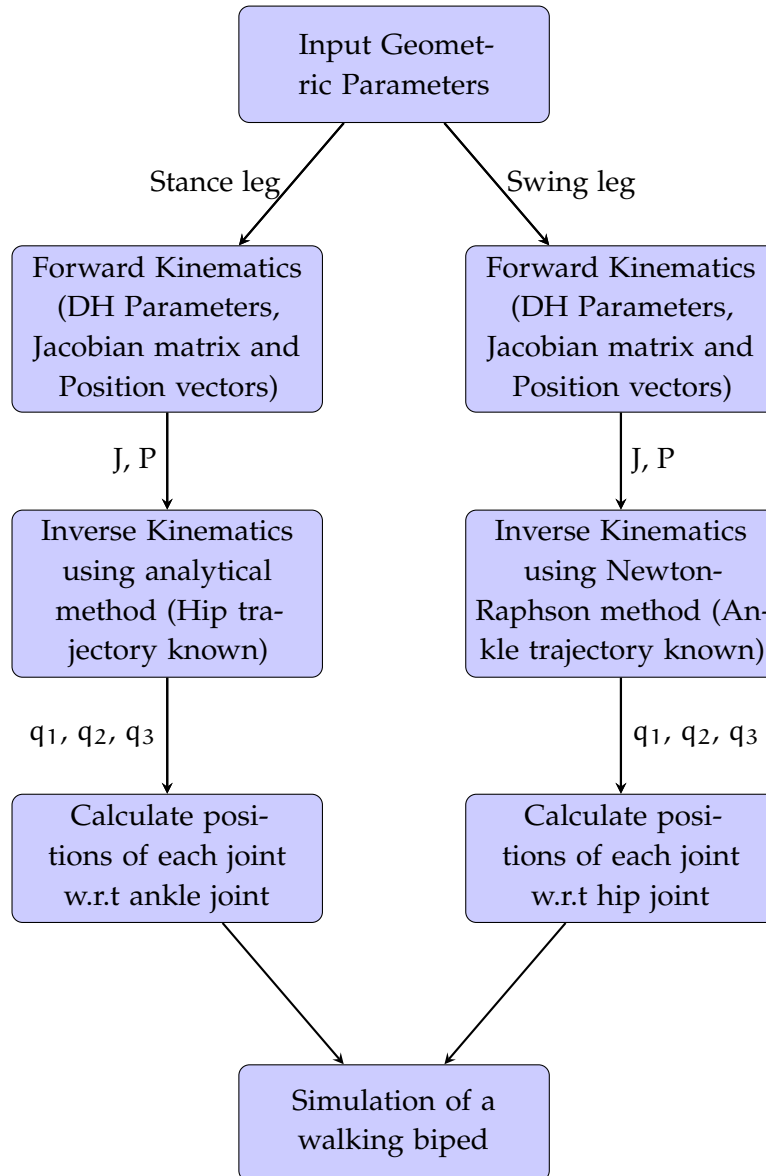 Input Geomet-
ric Parameters
Stance leg
Swing leg
Forward Kinematics
(DH Parameters,
Jacobian matrix and
Position vectors)
Forward Kinematics
(DH Parameters,
Jacobian matrix and
Position vectors)
J, P
J, P
Inverse Kinematics
using analytical
method (Hip tra-
jectory known)
Inverse Kinematics
using Newton-
Raphson method (An-
kle trajectory known)
q₁, q₂, q₃
q₁, q₂, q₃
Calculate posi-
tions of each joint
w.r.t ankle joint
Calculate posi-
tions of each joint
w.r.t hip joint
Simulation of a
walking biped